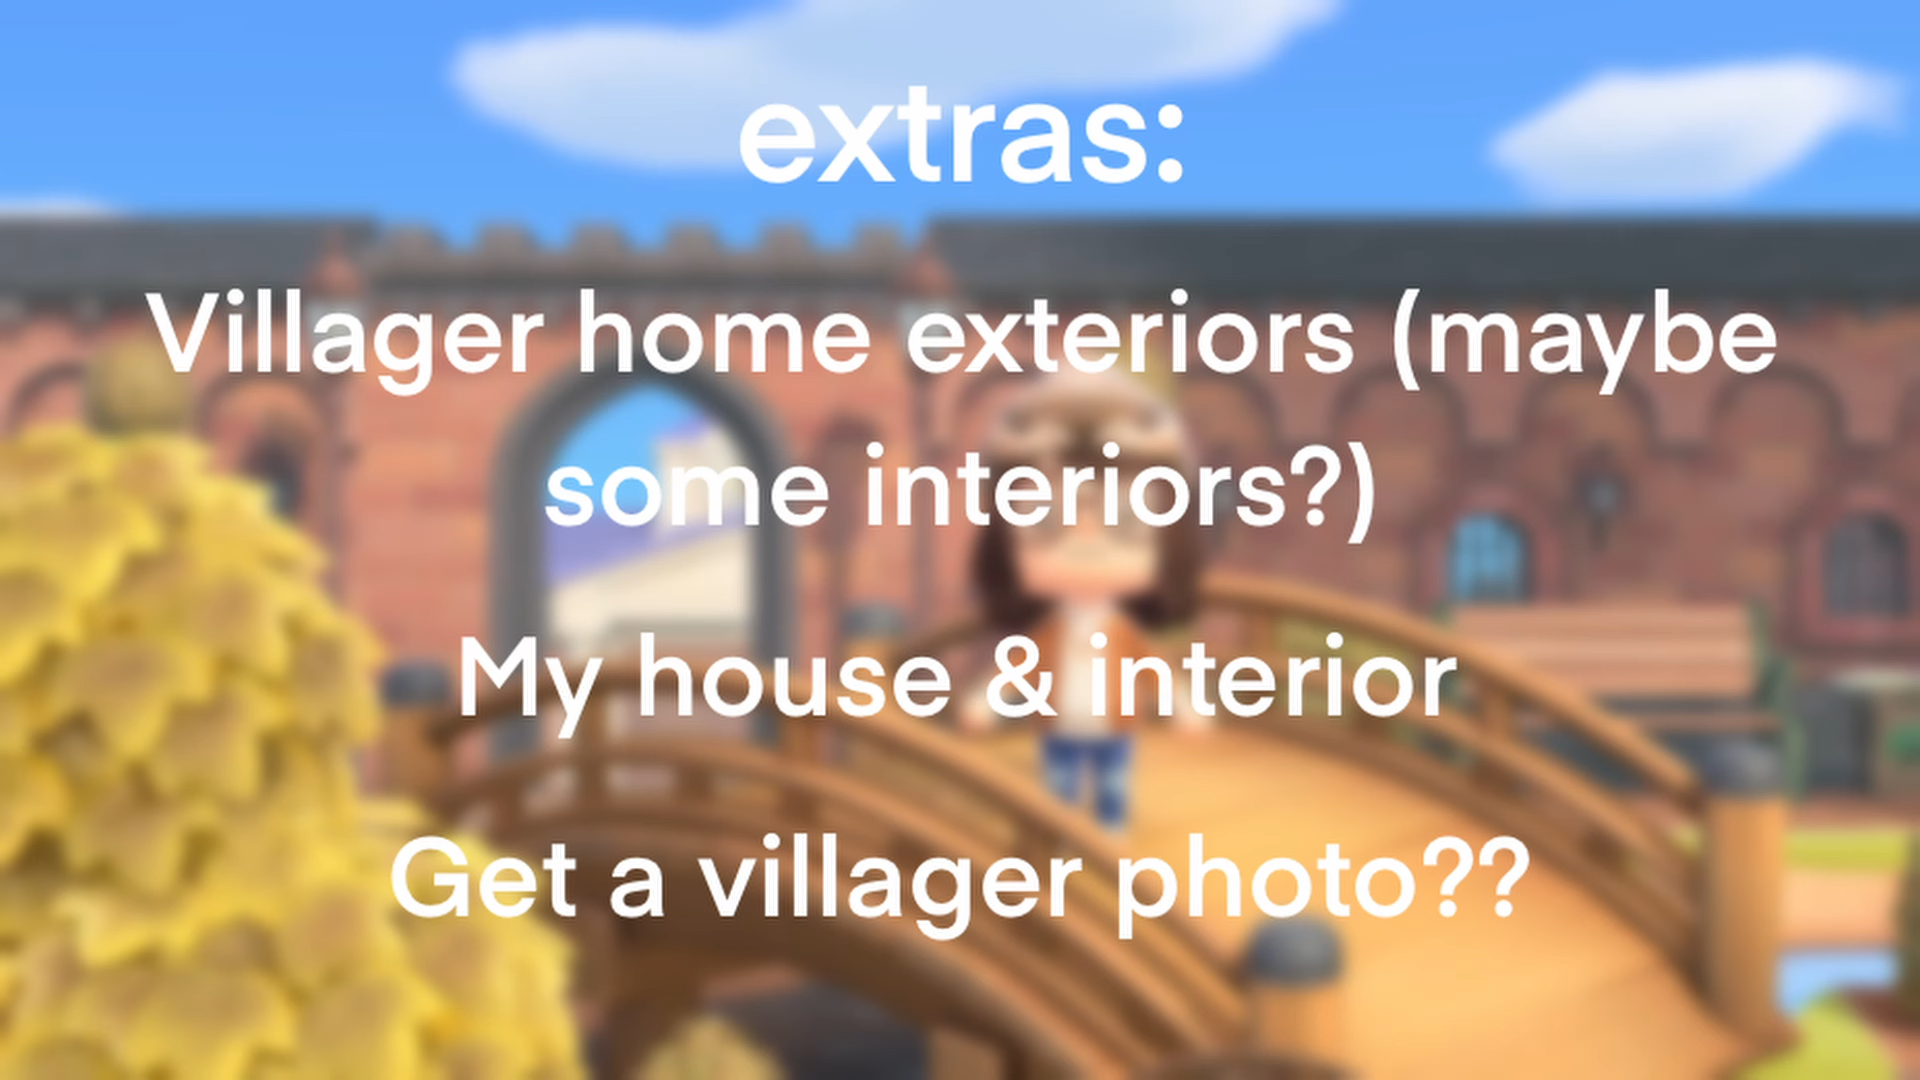 extras:
Villager home exteriors (maybe
some interiors?)
My house & interior
Get a villager photo??